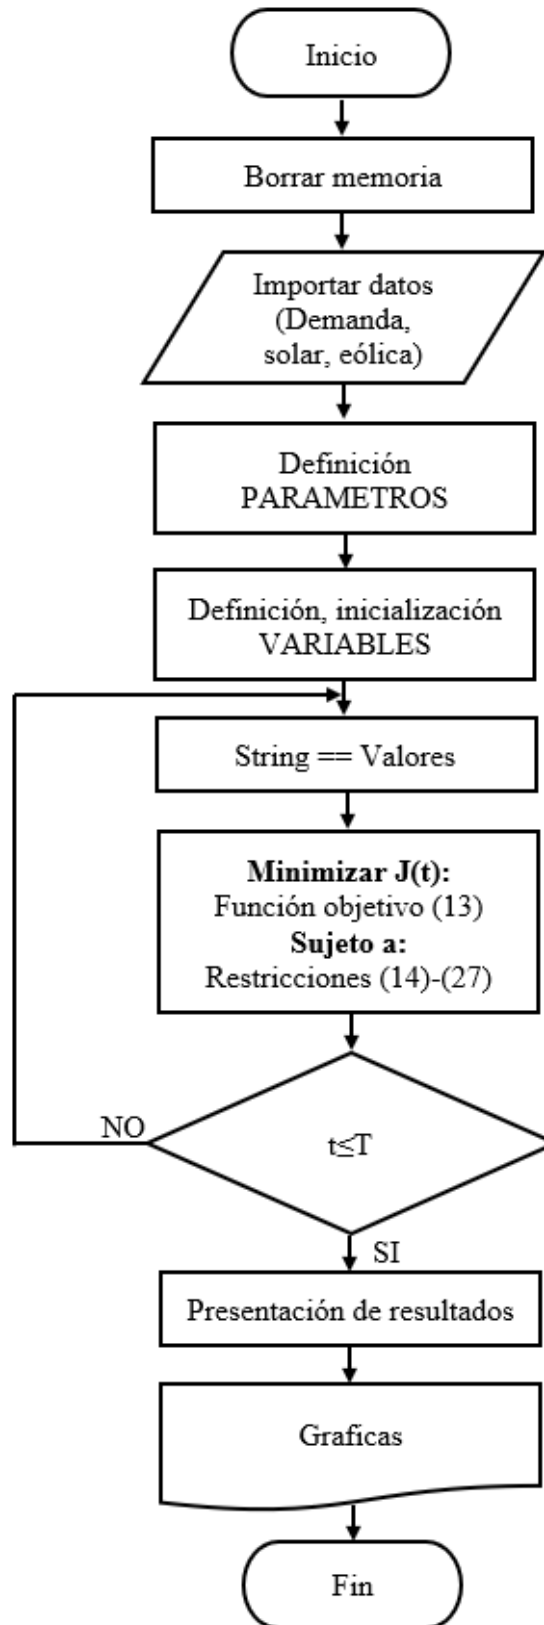 Inicio
Borrar memoria
Importar datos
(Demanda,
solar, eólica)
Definición
PARAMETROS
Definición, inicialización
VARIABLES
String == Valores
Minimizar J(t):
Función objetivo (13)
Sujeto a:
Restricciones (14)-(27)
NO
t≤T
SI
Presentación de resultados
Graficas
Fin